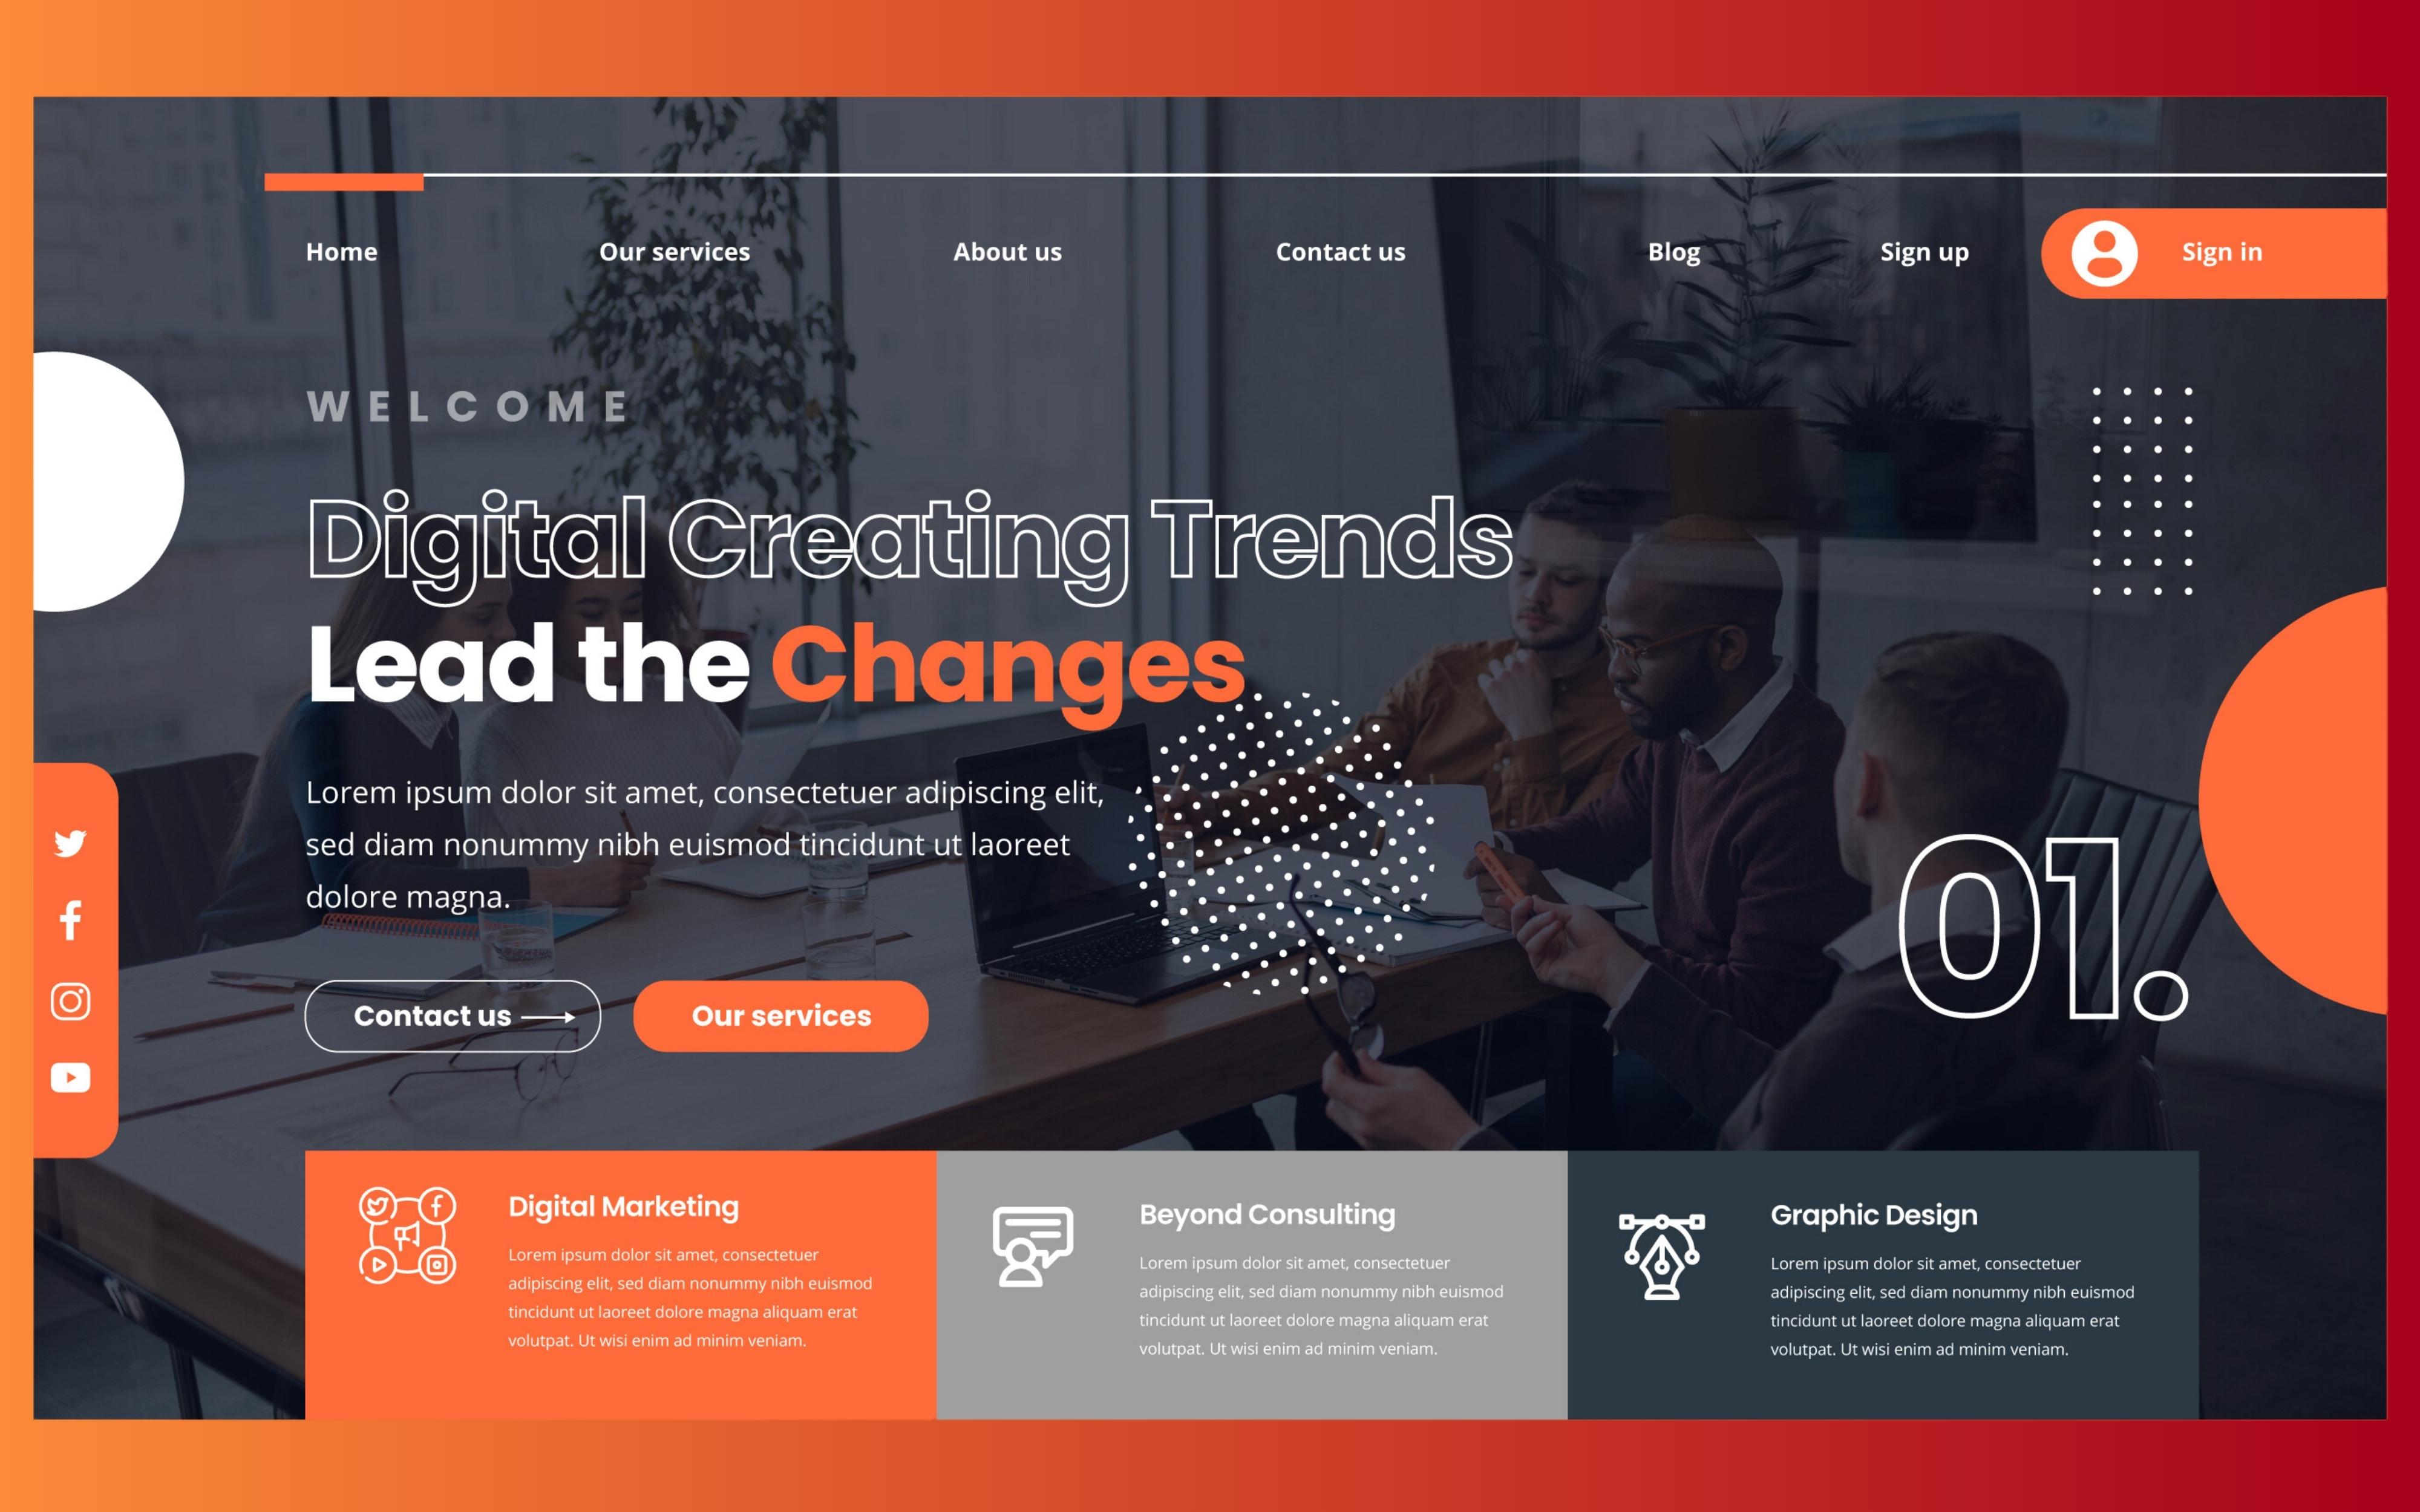 Home
Our services
About us
Contact us
Blog
Sign up
Sign in
WELCOME
Digital Creating Trends
Lead the Changes
Lorem ipsum dolor sit amet, consectetuer adipiscing elit,
sed diam nonummy nibh euismod tincidunt ut laoreet
dolore magna.
Contact us
Our services
01.
Digital Marketing
Lorem ipsum dolor sit amet, consectetuer
adipiscing elit, sed diam nonummy nibh euismod
tincidunt ut laoreet dolore magna aliquam erat
volutpat. Ut wisi enim ad minim veniam.
Beyond Consulting
Lorem ipsum dolor sit amet, consectetuer
adipiscing elit, sed diam nonummy nibh euismod
tincidunt ut laoreet dolore magna aliquam erat
volutpat. Ut wisi enim ad minim veniam.
Graphic Design
Lorem ipsum dolor sit amet, consectetuer
adipiscing elit, sed diam nonummy nibh euismod
tincidunt ut laoreet dolore magna aliquam erat
volutpat. Ut wisi enim ad minim veniam.